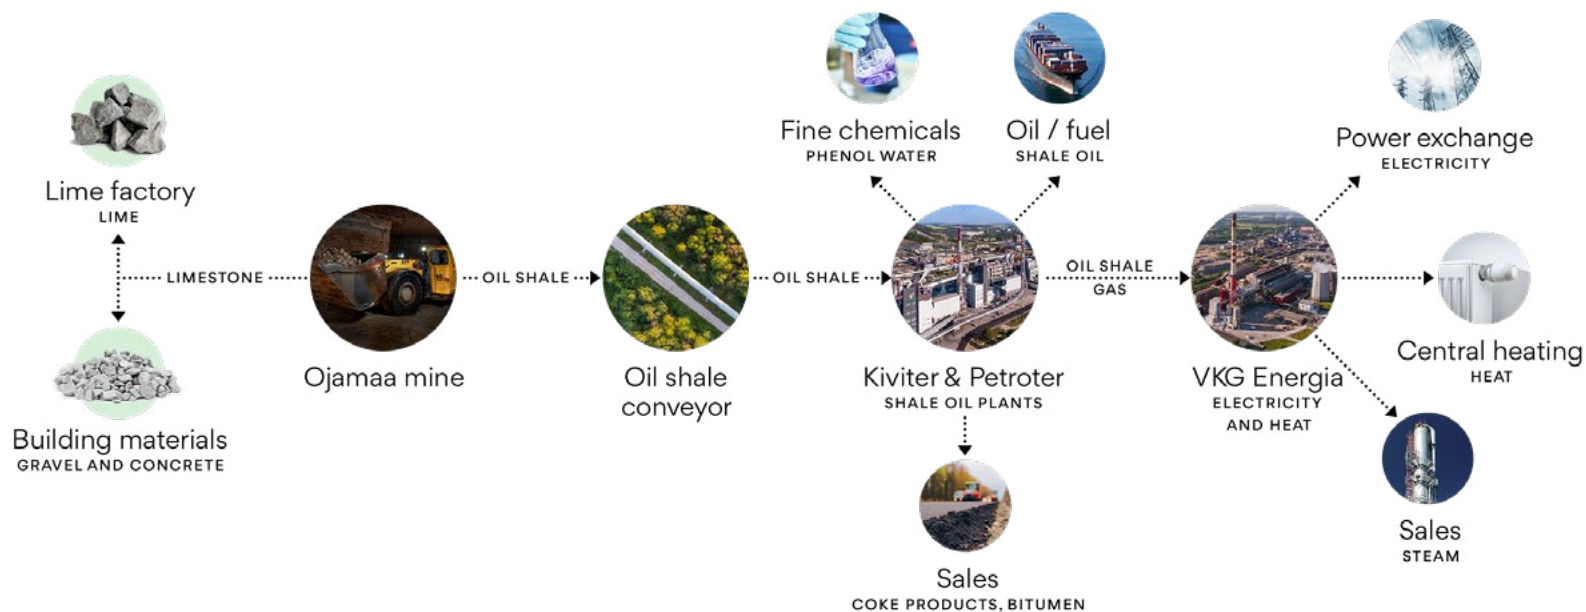 Fine chemicals
PHENOL WATER
Oil / fuel
SHALE OIL
Power exchange
ELECTRICITY
Lime factory
LIME
LIMESTONE
OIL SHALE
OIL SHALE
OIL SHALE
GAS
Ojamaa mine
Oil shale
conveyor
Kiviter & Petroter
SHALE OIL PLANTS
VKG Energia
ELECTRICITY
AND HEAT
Central heating
HEAT
Building materials
GRAVEL AND CONCRETE
Sales
STEAM
Sales
COKE PRODUCTS, BITUMEN